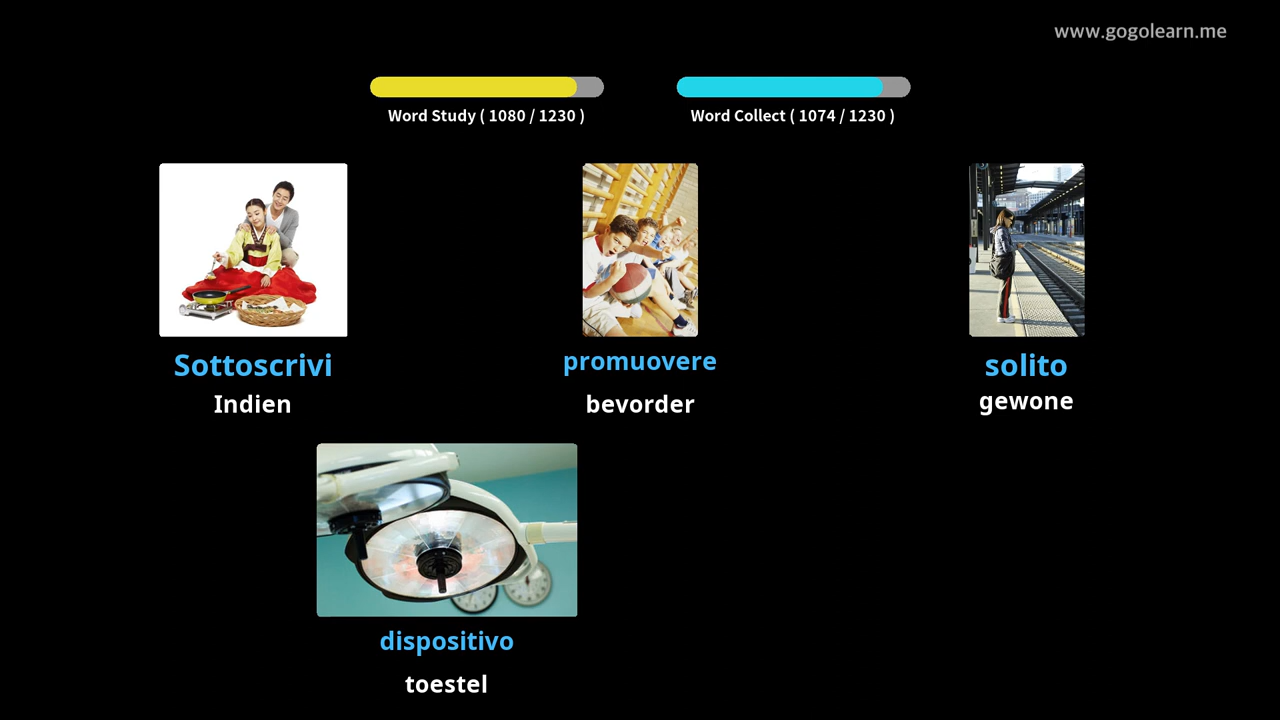 www.gogolearn.me
Word Study ( 1080 / 1230 )
Word Collect ( 1074 / 1230 )
Sottoscrivi
Indien
promuovere
bevorder
solito
gewone
dispositivo
toestel